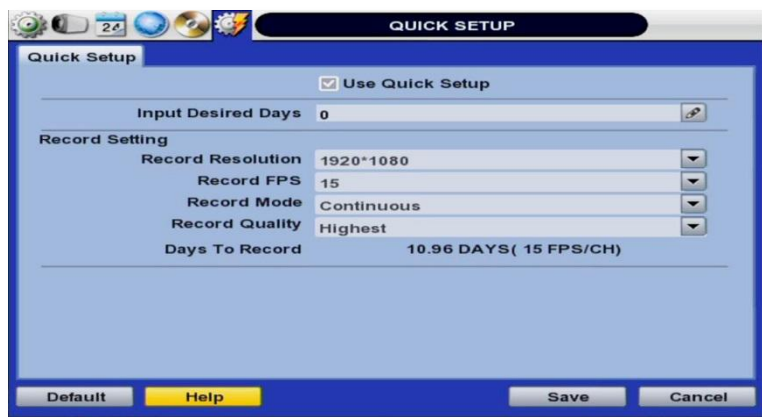 24
QUICK SETUP
Quick Setup
Use Quick Setup
Input Desired Days 0
Record Setting
Record Resolution 1920*1080
Record FPS 15
Record Mode Continuous
Record Quality Highest
Days To Record 10.96 DAYS( 15 FPS/CH)
Default Help Save Cancel